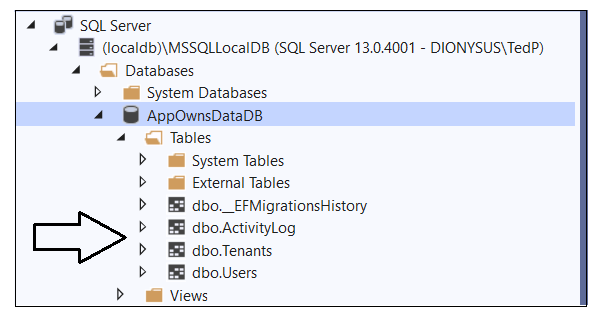 SQL Server
(localdb)\MSSQLLocalDB (SQL Server 13.0.4001 - DIONYSUS\TedP)
Databases
System Databases
AppOwnsDataDB
Tables
System Tables
External Tables
dbo.__EFMigrationsHistory
dbo.ActivityLog
dbo.Tenants
dbo.Users
Views